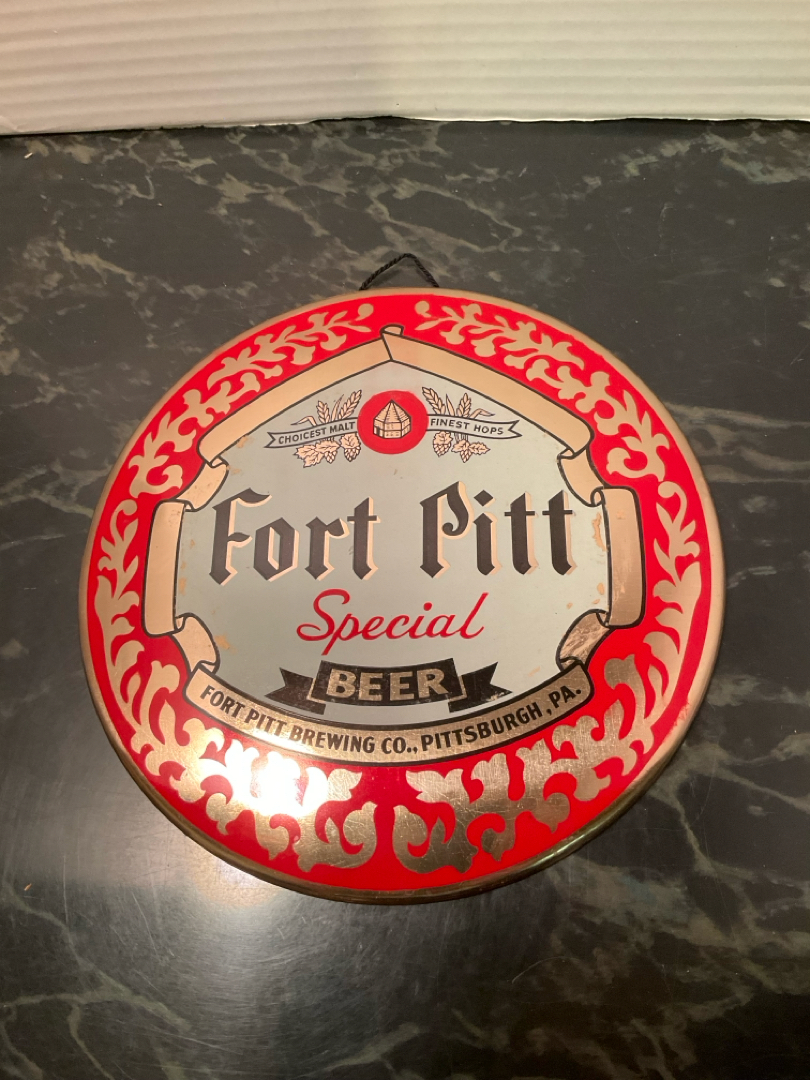 CHOICEST MALT FINEST HOPS
Fort Pitt
Special
BEER
FORT PITT BREWING CO., PITTSBURGH, PA.